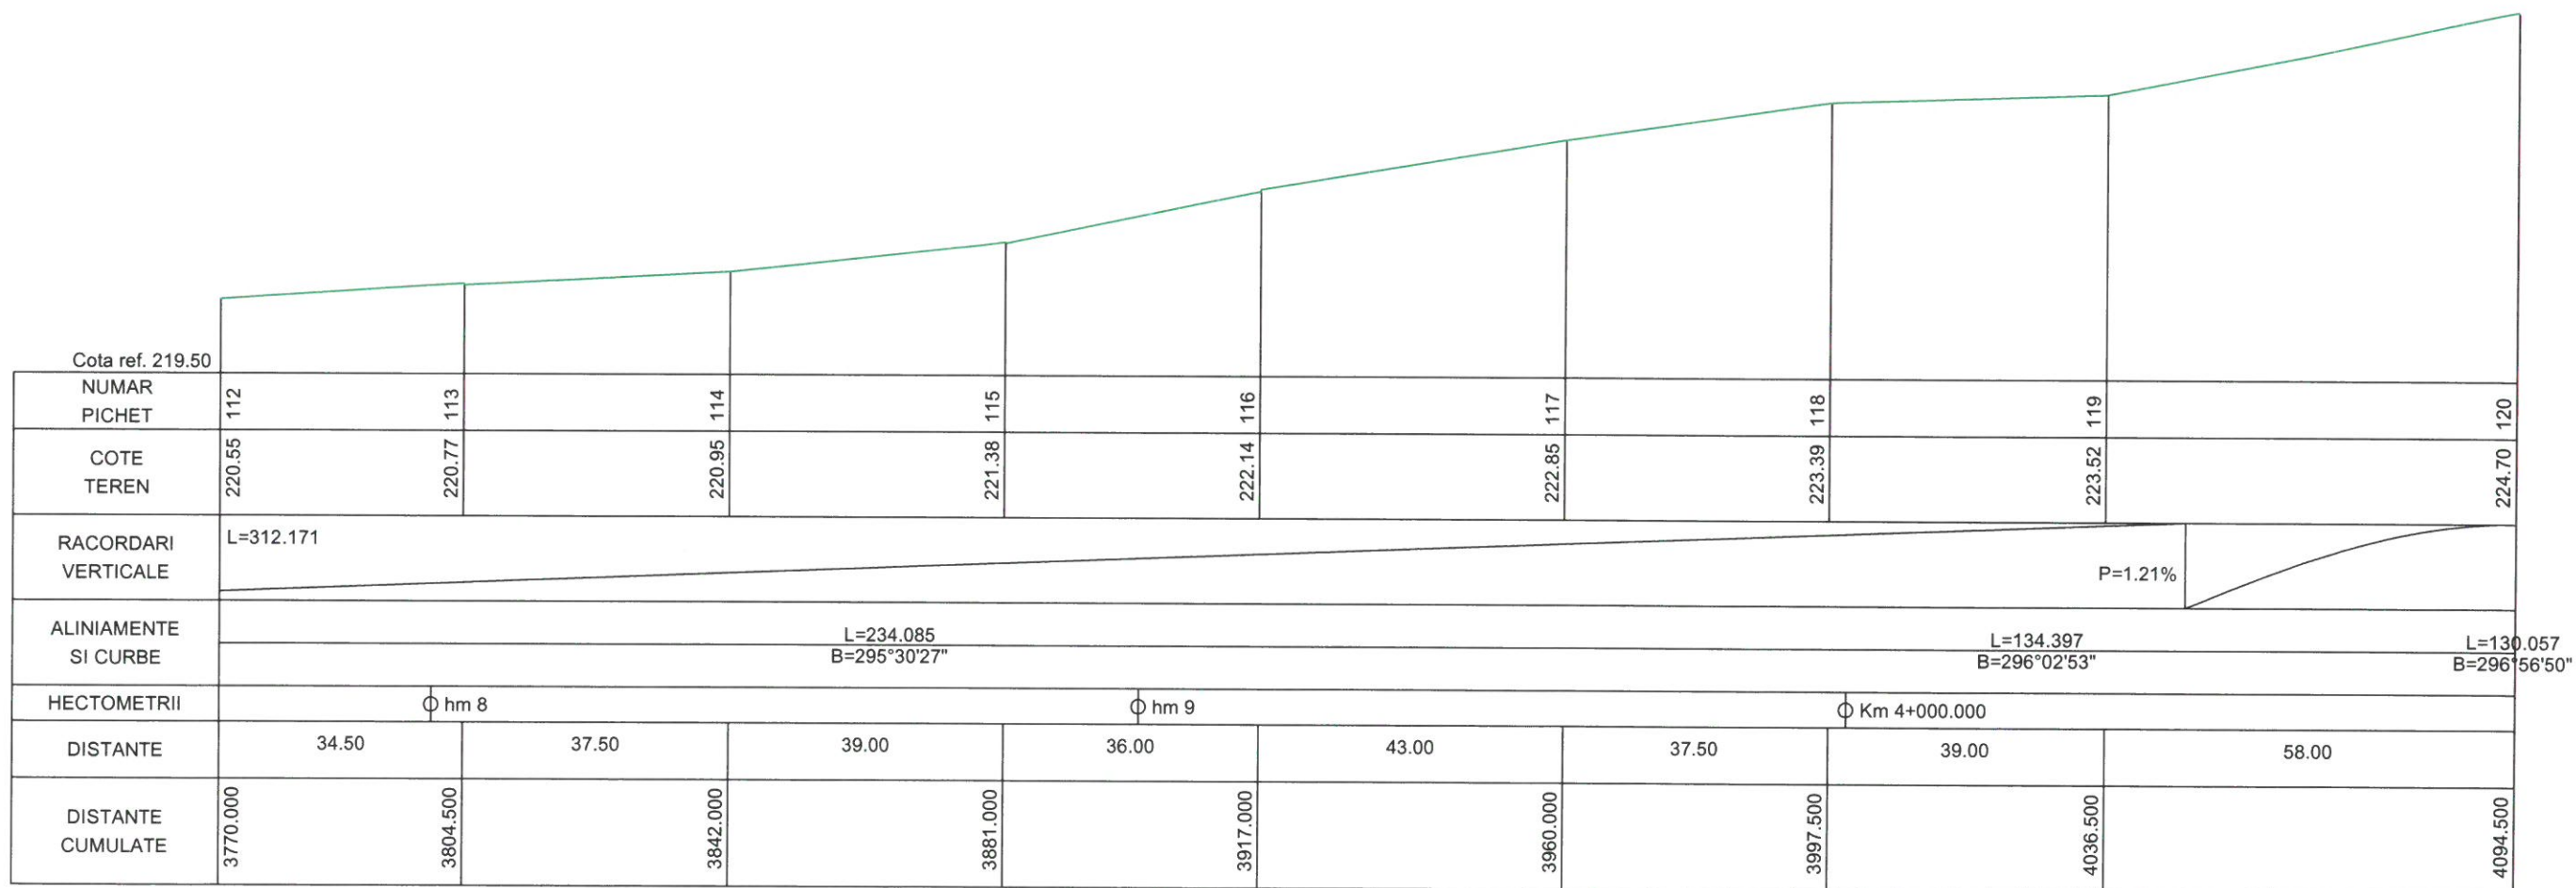 Cota ref. 219.50
NUMAR
PICHET
112 113 114 115 116 117 118 119 120
COTE
TEREN
220.55 220.77 220.95 221.38 222.14 222.85 223.39 223.52 224.70
RACORDARI
VERTICALE
L=312.171
P=1.21%
ALINIAMENTE
SI CURBE
L=234.085
B=295°30'27"
L=134.397
B=296°02'53"
L=130.057
B=296°56'50"
HECTOMETRII
hm 8 hm 9 Km 4+000.000
DISTANTE
34.50 37.50 39.00 36.00 43.00 37.50 39.00 58.00
DISTANTE
CUMULATE
3770.000 3804.500 3842.000 3881.000 3917.000 3960.000 3997.500 4036.500 4094.500